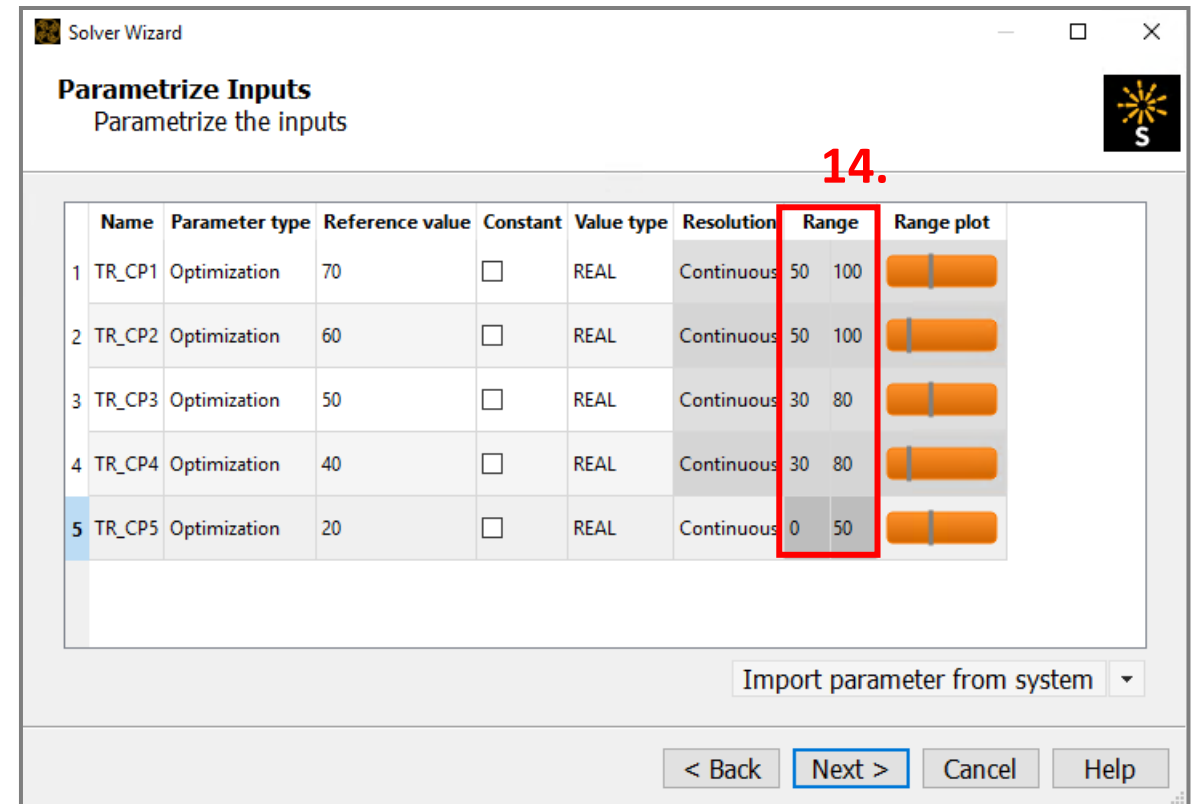 Solver Wizard
Parametrize Inputs
Parametrize the inputs
S
14.
Name Parameter type Reference value Constant Value type Resolution Range Range plot
1 TR_CP1 Optimization 70 REAL Continuous 50 100
2 TR_CP2 Optimization 60 REAL Continuous 50 100
3 TR_CP3 Optimization 50 REAL Continuous 30 80
4 TR_CP4 Optimization 40 REAL Continuous 30 80
5 TR_CP5 Optimization 20 REAL Continuous 0 50
Import parameter from system
< Back Next > Cancel Help